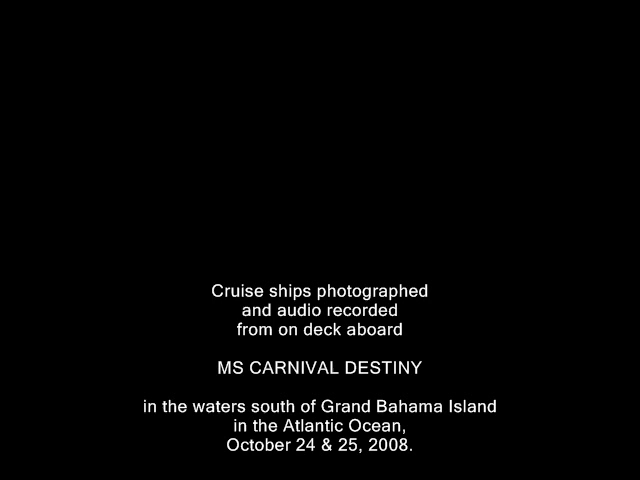 Cruise ships photographed
and audio recorded
from on deck aboard
MS CARNIVAL DESTINY
in the waters south of Grand Bahama Island
in the Atlantic Ocean,
October 24 & 25, 2008.